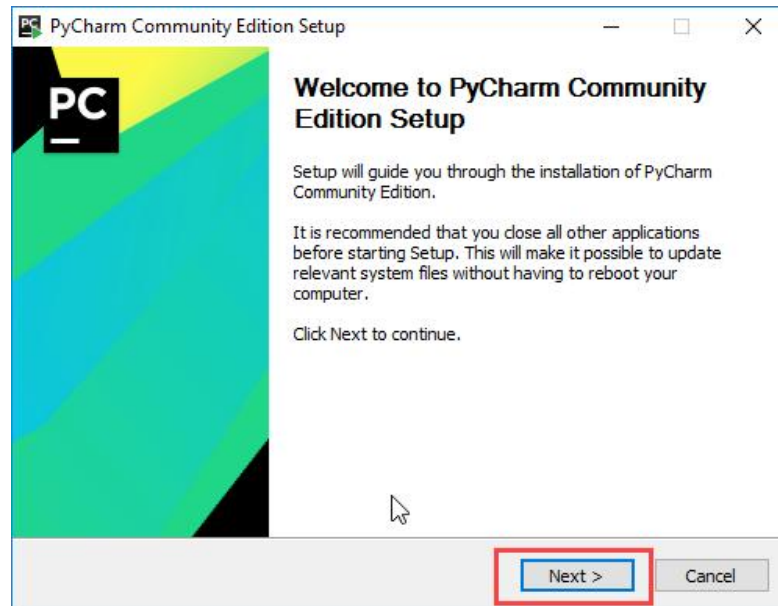 PyCharm Community Edition Setup
PC
Welcome to PyCharm Community
Edition Setup
Setup will guide you through the installation of PyCharm
Community Edition.
It is recommended that you close all other applications
before starting Setup. This will make it possible to update
relevant system files without having to reboot your
computer.
Click Next to continue.
Next >
Cancel